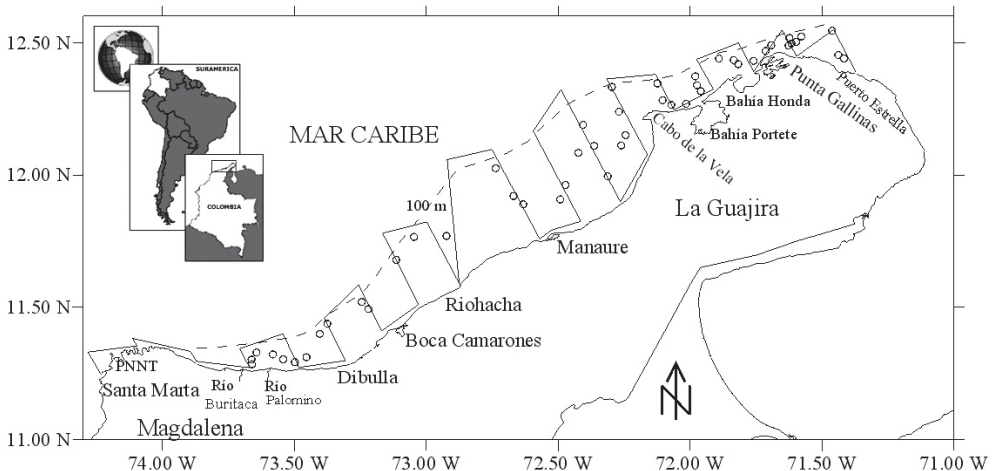 12.50 N
12.00 N
11.50 N
11.00 N
74.00 W
73.50 W
73.00 W
72.50 W
72.00 W
71.50 W
71.00 W
SURAMERICA
COLOMBIA
MAR CARIBE
100 m
PNNT
Santa Marta
Magdalena
Río
Buritaca
Río
Palomino
Dibulla
Boca Camarones
Riohacha
Manaure
La Guajira
Cabo de la Vela
Bahía Portete
Bahía Honda
Punta Gallinas
Puerto Estrella
N